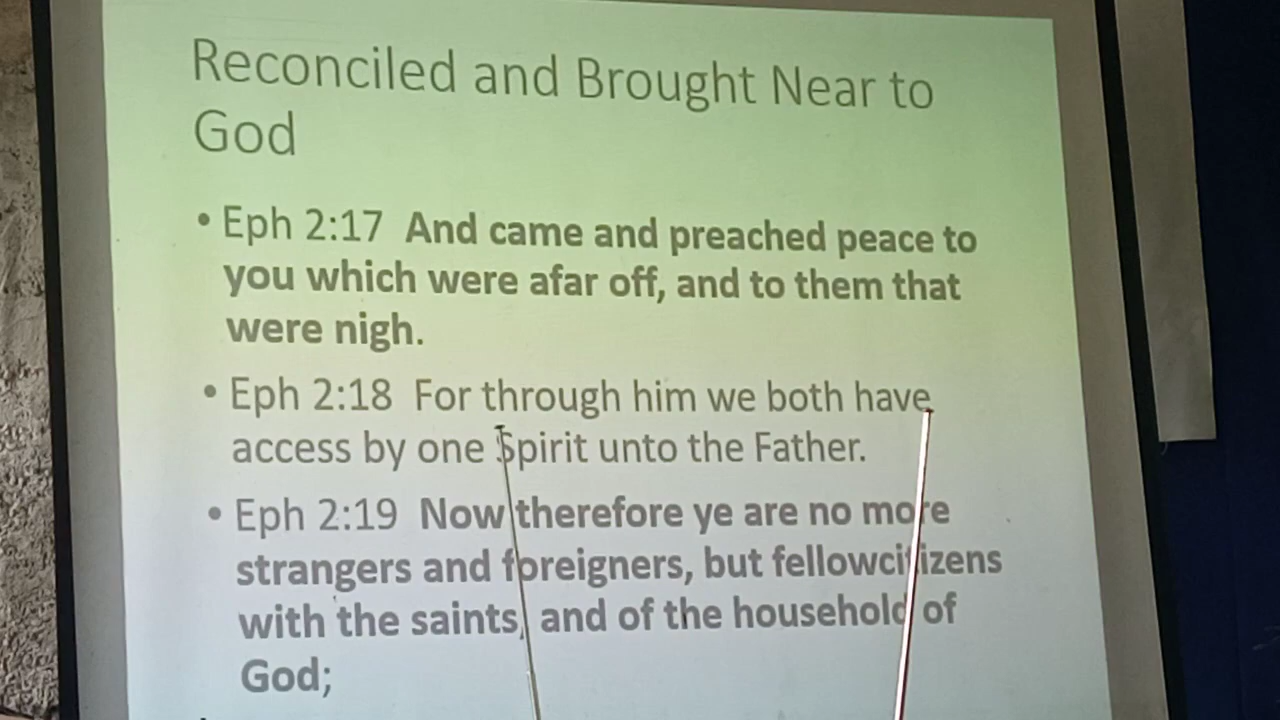 Reconciled and Brought Near to
God
• Eph 2:17 And came and preached peace to
you which were afar off, and to them that
were nigh.
• Eph 2:18 For through him we both have
access by one Spirit unto the Father.
• Eph 2:19 Now therefore ye are no more
strangers and foreigners, but fellowcitizens
with the saints, and of the household of
God;